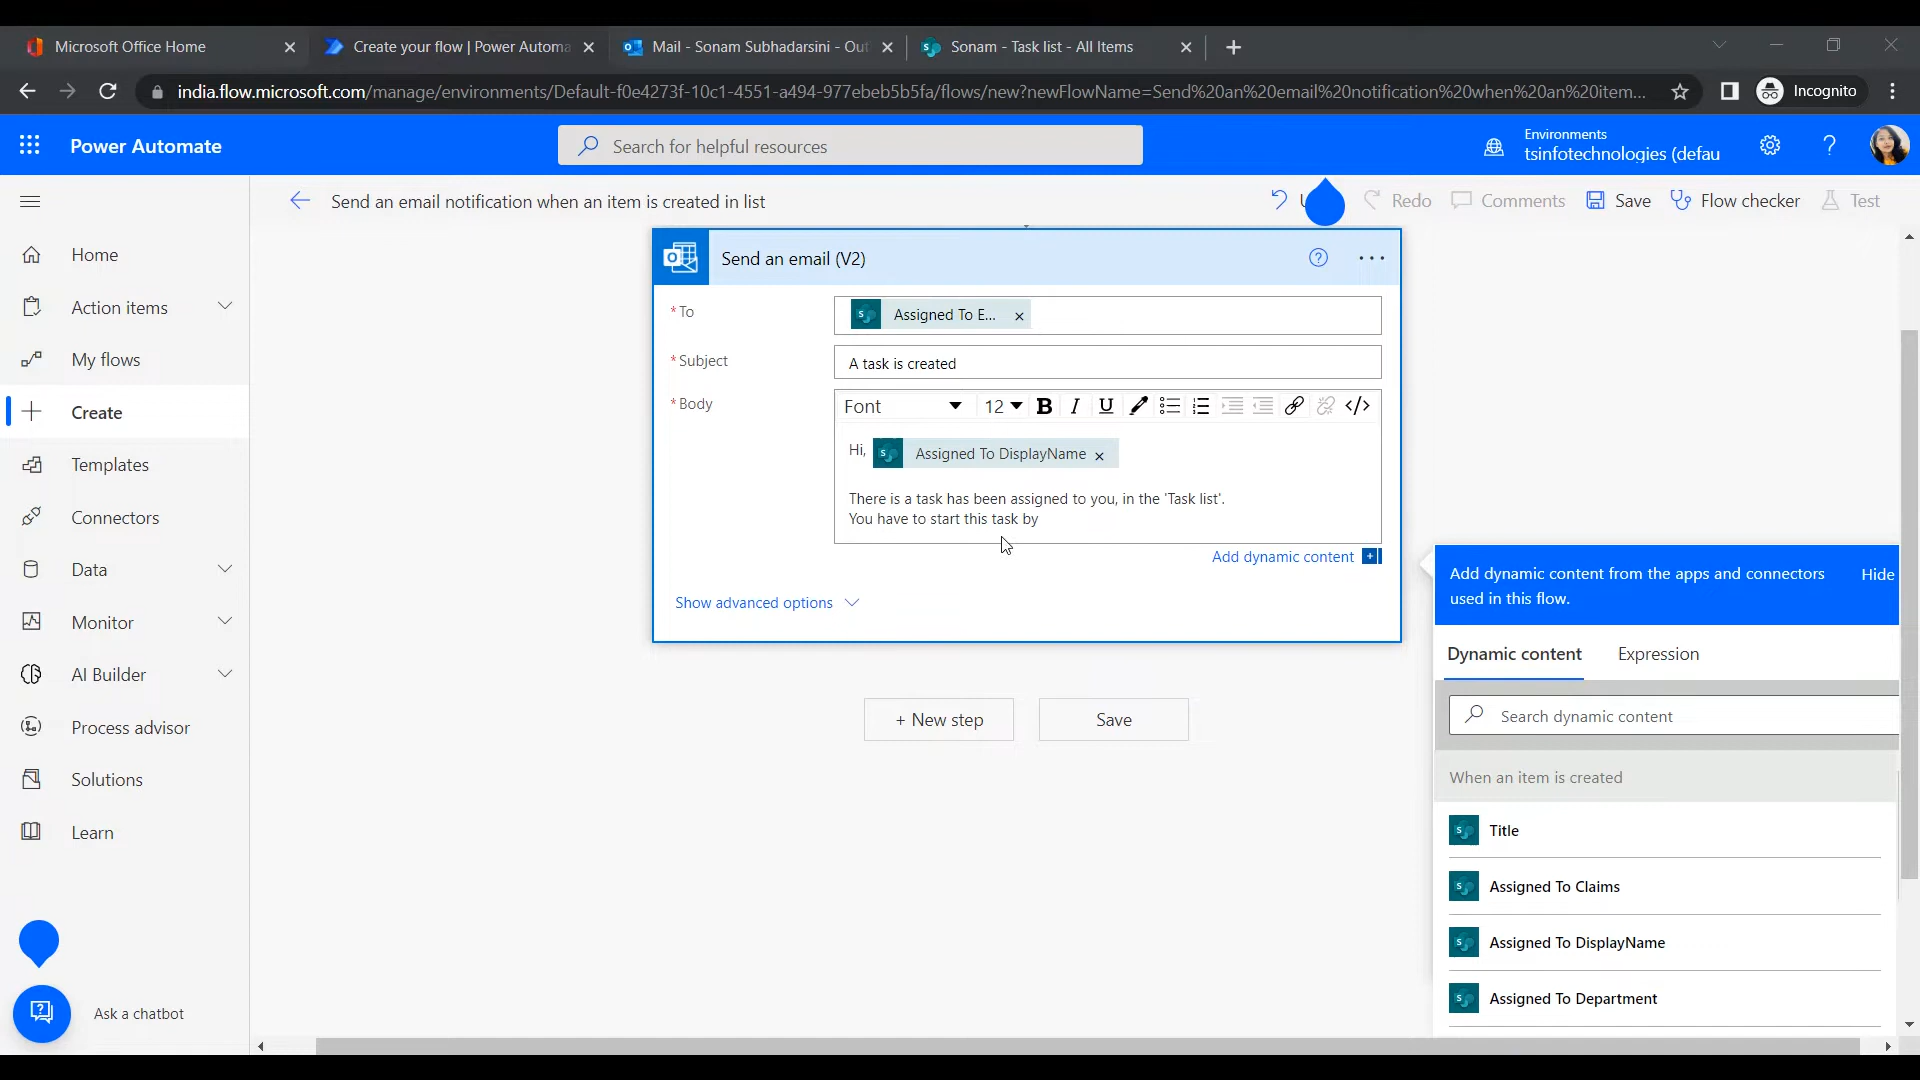 Microsoft Office Home
Create your flow | Power Automa
Mail - Sonam Subhadarsini - Out
Sonam - Task list - All Items
india.flow.microsoft.com/manage/environments/Default-f0e4273f-10c1-4551-a494-977ebeb5b5fa/flows/new?newFlowName=Send%20an%20email%20notification%20when%20an%20item...
Incognito
Power Automate
Search for helpful resources
Environments
tsinfotechnologies (defau
Send an email notification when an item is created in list
Redo
Comments
Save
Flow checker
Test
Home
Action items
My flows
Create
Templates
Connectors
Data
Monitor
AI Builder
Process advisor
Solutions
Learn
Ask a chatbot
Send an email (V2)
* To
Assigned To E... ×
* Subject
A task is created
* Body
Font
12
B I U </>
Hi, Assigned To DisplayName ×
There is a task has been assigned to you, in the 'Task list'.
You have to start this task by
Add dynamic content
Show advanced options
+ New step
Save
Add dynamic content from the apps and connectors
used in this flow.
Hide
Dynamic content
Expression
Search dynamic content
When an item is created
Title
Assigned To Claims
Assigned To DisplayName
Assigned To Department